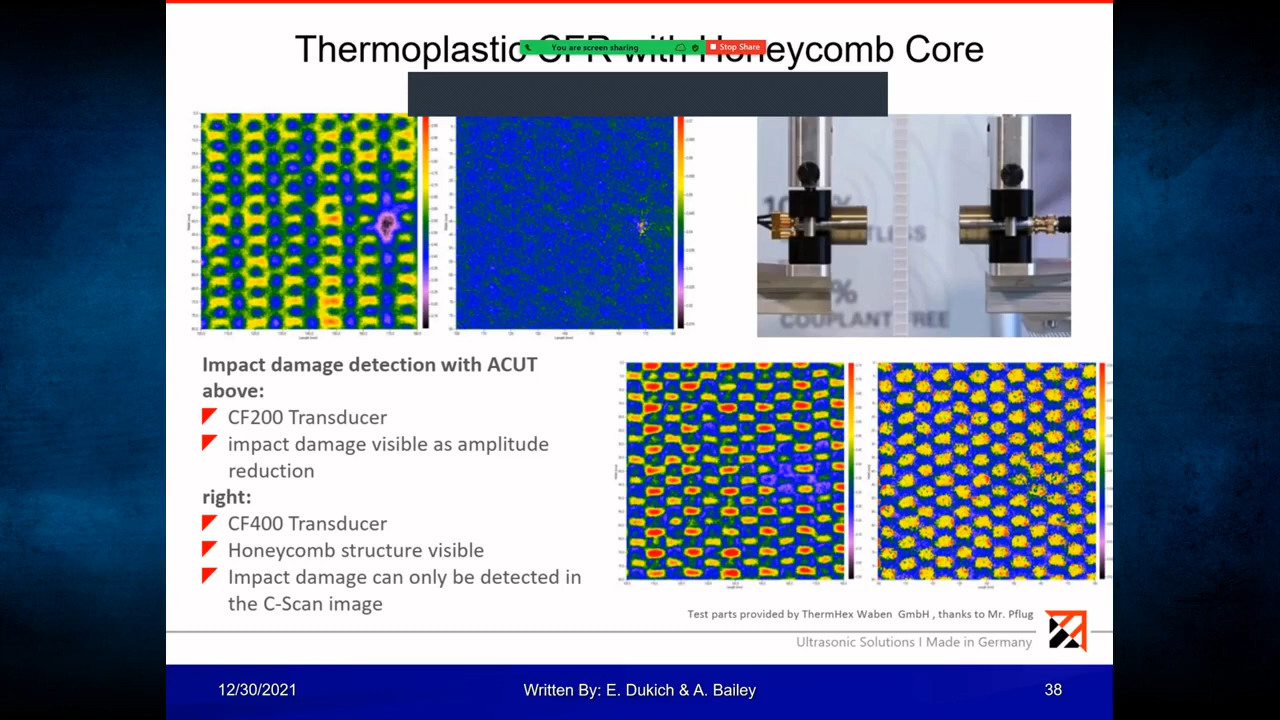 Thermoplastic CFR with Honeycomb Core
You are screen sharing
Stop Share
COUPLANT FREE
Impact damage detection with ACUT
above:
CF200 Transducer
impact damage visible as amplitude
reduction
right:
CF400 Transducer
Honeycomb structure visible
Impact damage can only be detected in
the C-Scan image
Test parts provided by ThermHex Waben GmbH , thanks to Mr. Pflug
Ultrasonic Solutions I Made in Germany
12/30/2021
Written By: E. Dukich & A. Bailey
38